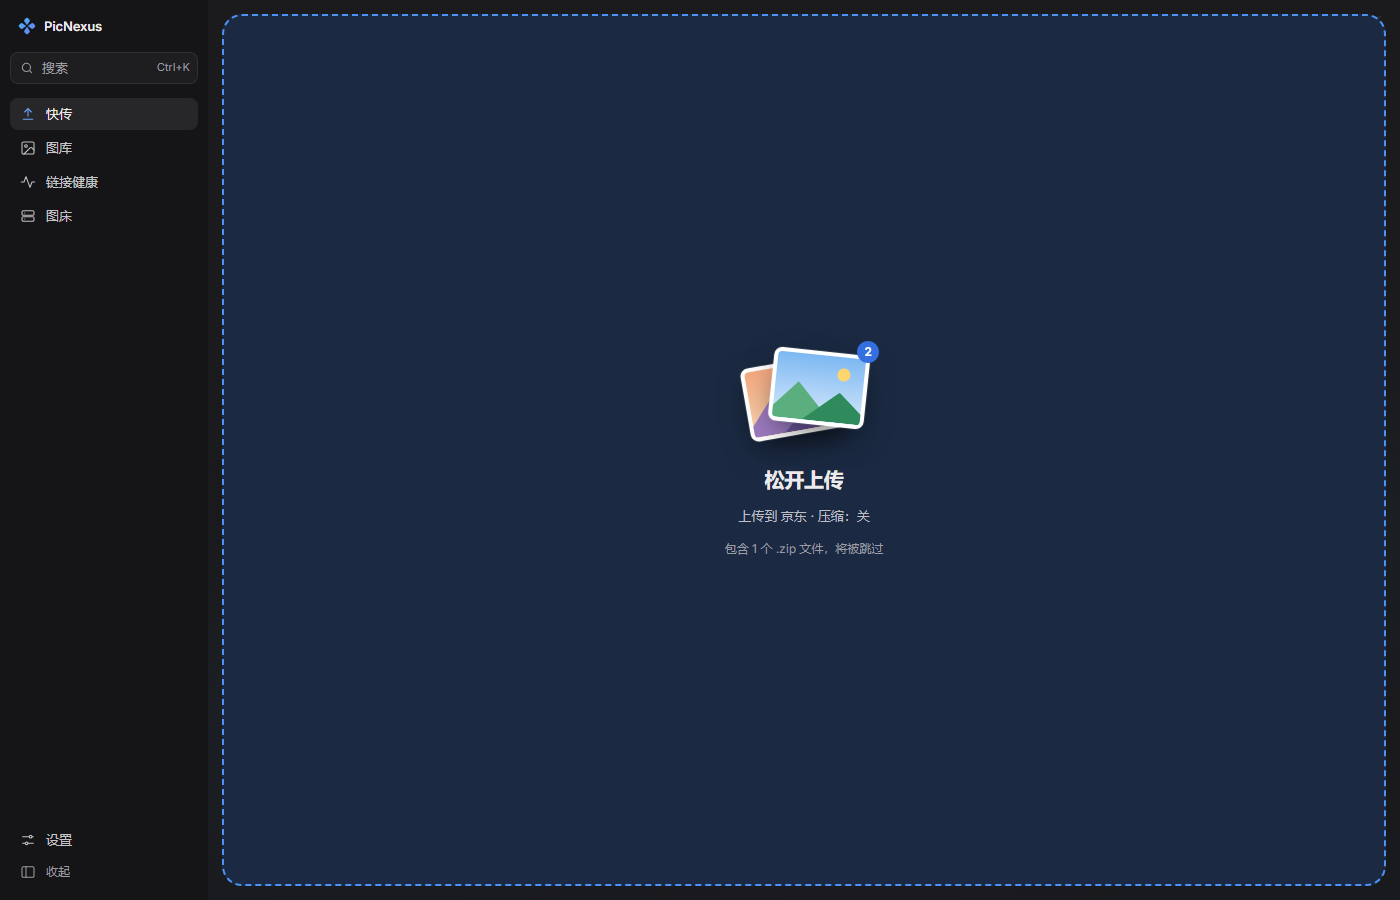 PicNexus
搜索 Ctrl+K
快传
图库
链接健康
图床
2
松开上传
上传到 京东 · 压缩：关
包含 1 个 .zip 文件，将被跳过
设置
收起